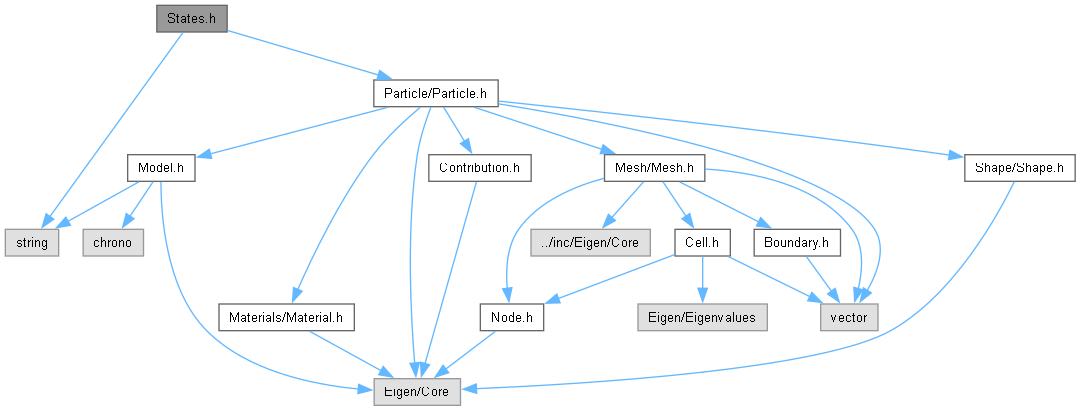 States.h
Particle/Particle.h
Model.h
Contribution.h
Mesh/Mesh.h
Shape/Shape.h
string
chrono
../inc/Eigen/Core
Cell.h
Boundary.h
Materials/Material.h
Node.h
Eigen/Eigenvalues
vector
Eigen/Core